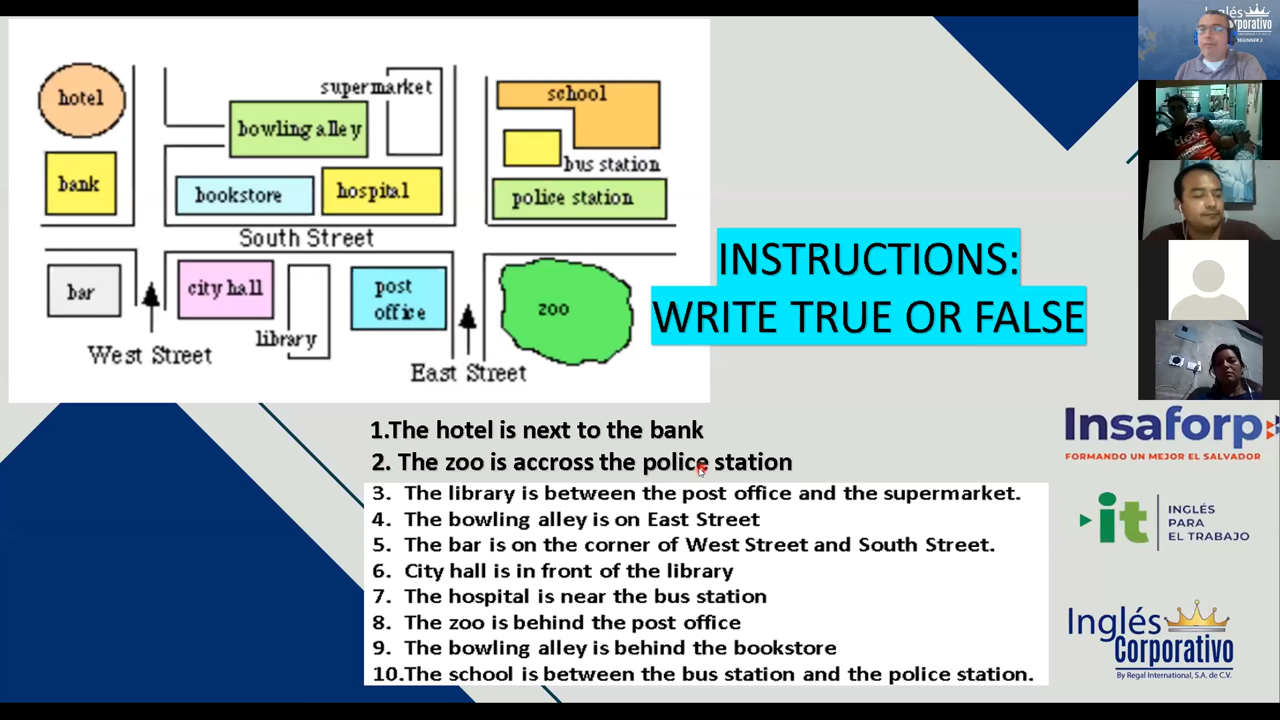 hotel
supermarket
school
bowling alley
bus station
bank
bookstore
hospital
police station
South Street
bar
city hall
post
office
zoo
library
West Street
East Street
INSTRUCTIONS:
WRITE TRUE OR FALSE
1.The hotel is next to the bank
2. The zoo is accross the police station
3. The library is between the post office and the supermarket.
4. The bowling alley is on East Street
5. The bar is on the corner of West Street and South Street.
6. City hall is in front of the library
7. The hospital is near the bus station
8. The zoo is behind the post office
9. The bowling alley is behind the bookstore
10.The school is between the bus station and the police station.
Inglés
Corporativo
BEGINNER 3
Insaforp
FORMANDO UN MEJOR EL SALVADOR
it
INGLÉS
PARA
EL TRABAJO
Inglés
Corporativo
By Regal International, S.A. de C.V.